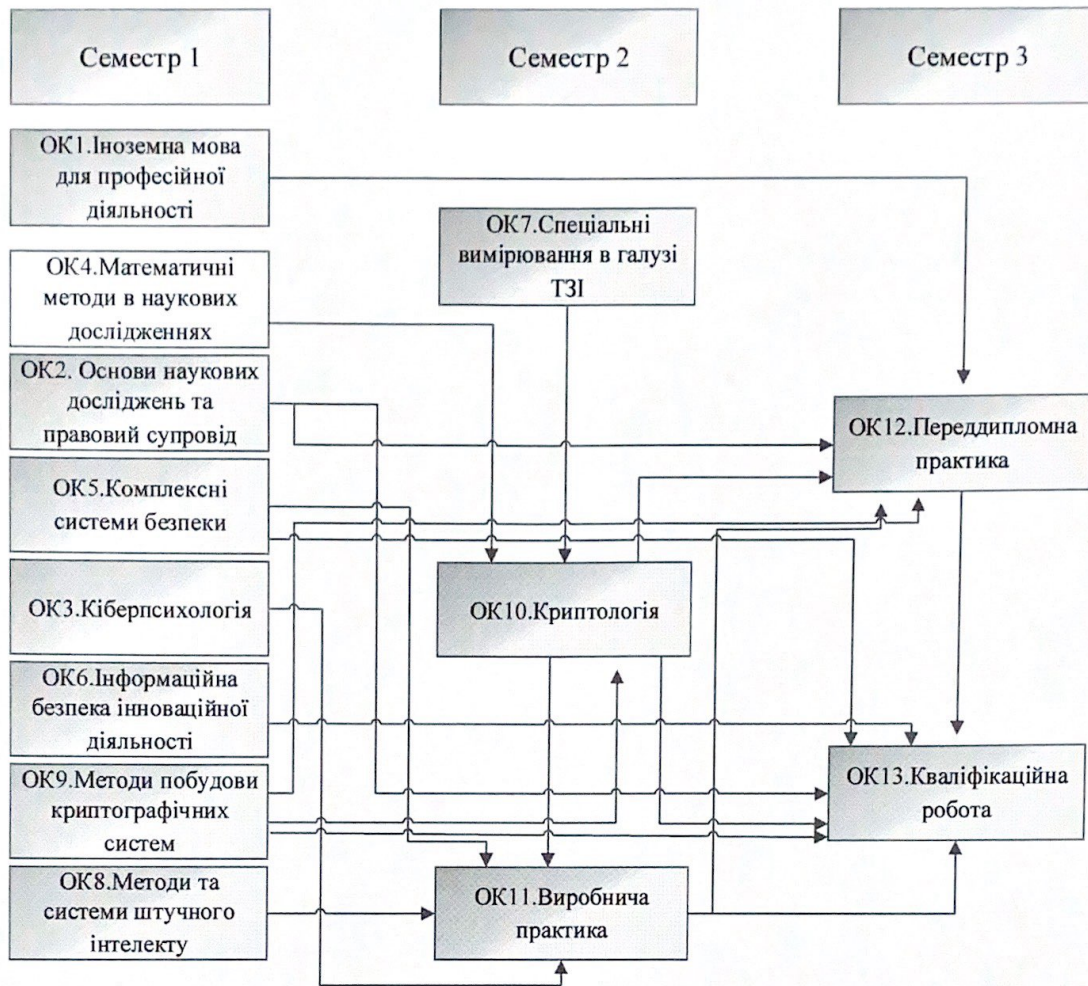 Семестр 1
Семестр 2
Семестр 3
ОК1.Іноземна мова
для професійної
діяльності
ОК7.Спеціальні
вимірювання в галузі
ТЗІ
ОК4.Математичні
методи в наукових
дослідженнях
ОК2. Основи наукових
досліджень та
правовий супровід
ОК12.Переддипломна
практика
ОК5.Комплексні
системи безпеки
ОК3.Кіберпсихологія
ОК10.Криптологія
ОК6.Інформаційна
безпека інноваційної
діяльності
ОК9.Методи побудови
криптографічних
систем
ОК13.Кваліфікаційна
робота
ОК8.Методи та
системи штучного
інтелекту
ОК11.Виробнича
практика